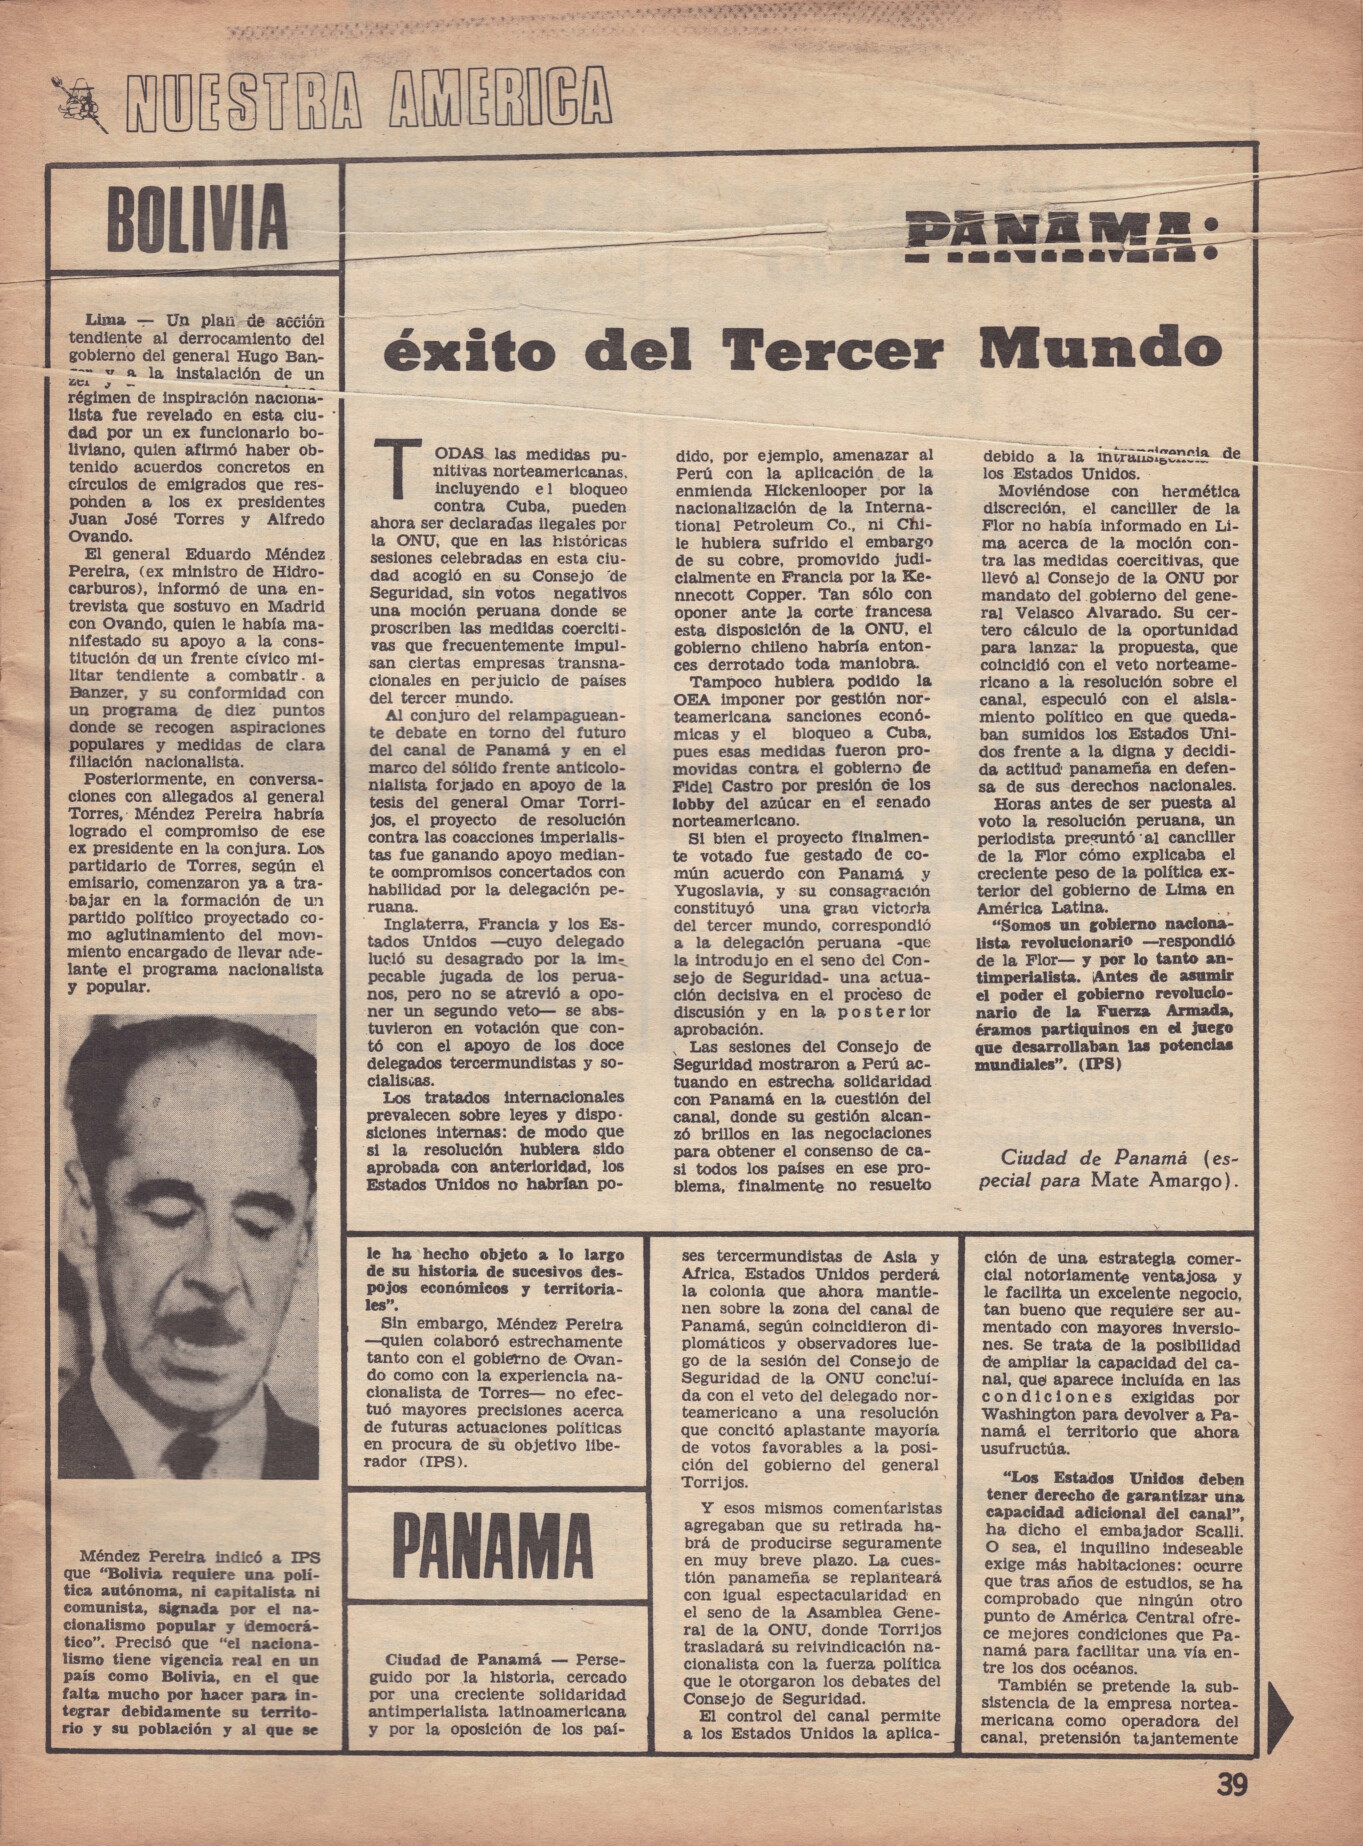 NUESTRA AMERICA
BOLIVIA
Lima — Un plan de acción
tendiente al derrocamiento del
gobierno del general Hugo Ban-
zer y a la instalación de un
régimen de inspiración naciona-
lista fue revelado en esta ciu-
dad por un ex funcionario bo-
liviano, quien afirmó haber ob-
tenido acuerdos concretos en
círculos de emigrados que res-
ponden a los ex presidentes
Juan José Torres y Alfredo
Ovando.
El general Eduardo Méndez
Pereira, (ex ministro de Hidro-
carburos), informó de una en-
trevista que sostuvo en Madrid
con Ovando, quien le había ma-
nifestado su apoyo a la cons-
titución de un frente cívico mi-
litar tendiente a combatir a
Banzer, y su conformidad con
un programa de diez puntos
donde se recogen aspiraciones
populares y medidas de clara
filiación nacionalista.
Posteriormente, en conversa-
ciones con allegados al general
Torres, Méndez Pereira habría
logrado el compromiso de ese
ex presidente en la conjura. Los
partidario de Torres, según el
emisario, comenzaron ya a tra-
bajar en la formación de un
partido político proyectado co-
mo aglutinamiento del movi-
miento encargado de llevar ade-
lante el programa nacionalista
y popular.
Méndez Pereira indicó a IPS
que "Bolivia requiere una polí-
tica autónoma, ni capitalista ni
comunista, signada por el na-
cionalismo popular y democrá-
tico". Precisó que "el naciona-
lismo tiene vigencia real en un
país como Bolivia, en el que
falta mucho por hacer para in-
tegrar debidamente su territo-
rio y su población y al que se
le ha hecho objeto a lo largo
de su historia de sucesivos des-
pojos económicos y territoria-
les".
Sin embargo, Méndez Pereira
—quien colaboró estrechamente
tanto con el gobierno de Ovan-
do como con la experiencia na-
cionalista de Torres— no efec-
tuó mayores precisiones acerca
de futuras actuaciones políticas
en procura de su objetivo libe-
rador (IPS).
PANAMA:
éxito del Tercer Mundo
TODAS las medidas pu-
nitivas norteamericanas,
incluyendo el bloqueo
contra Cuba, pueden
ahora ser declaradas ilegales por
la ONU, que en las históricas
sesiones celebradas en esta ciu-
dad acogió en su Consejo de
Seguridad, sin votos negativos
una moción peruana donde se
proscriben las medidas coerciti-
vas que frecuentemente impul-
san ciertas empresas transna-
cionales en perjuicio de países
del tercer mundo.
Al conjuro del relampaguean-
te debate en torno del futuro
del canal de Panamá y en el
marco del sólido frente anticolo-
nialista forjado en apoyo de la
tesis del general Omar Torri-
jos, el proyecto de resolución
contra las coacciones imperialis-
tas fue ganando apoyo median-
te compromisos concertados con
habilidad por la delegación pe-
ruana.
Inglaterra, Francia y los Es-
tados Unidos —cuyo delegado
lució su desagrado por la im-
pecable jugada de los perua-
nos, pero no se atrevió a opo-
ner un segundo veto— se abs-
tuvieron en votación que con-
tó con el apoyo de los doce
delegados tercermundistas y so-
cialistas.
Los tratados internacionales
prevalecen sobre leyes y dispo-
siciones internas: de modo que
si la resolución hubiera sido
aprobada con anterioridad, los
Estados Unidos no habrían po-
dido, por ejemplo, amenazar al
Perú con la aplicación de la
enmienda Hickenlooper por la
nacionalización de la Interna-
tional Petroleum Co., ni Chi-
le hubiera sufrido el embargo
de su cobre, promovido judi-
cialmente en Francia por la Ke-
nnecott Copper. Tan sólo con
oponer ante la corte francesa
esta disposición de la ONU, el
gobierno chileno habría enton-
ces derrotado toda maniobra.
Tampoco hubiera podido la
OEA imponer por gestión nor-
teamericana sanciones econó-
micas y el bloqueo a Cuba,
pues esas medidas fueron pro-
movidas contra el gobierno de
Fidel Castro por presión de los
lobby del azúcar en el senado
norteamericano.
Si bien el proyecto finalmen-
te votado fue gestado de co-
mún acuerdo con Panamá y
Yugoslavia, y su consagración
constituyó una gran victoria
del tercer mundo, correspondió
a la delegación peruana -que
la introdujo en el seno del Con-
sejo de Seguridad- una actua-
ción decisiva en el proceso de
discusión y en la posterior
aprobación.
Las sesiones del Consejo de
Seguridad mostraron a Perú ac-
tuando en estrecha solidaridad
con Panamá en la cuestión del
canal, donde su gestión alcan-
zó brillos en las negociaciones
para obtener el consenso de ca-
si todos los países en ese pro-
blema, finalmente no resuelto
debido a la intransigencia de
los Estados Unidos.
Moviéndose con hermética
discreción, el canciller de la
Flor no había informado en Li-
ma acerca de la moción con-
tra las medidas coercitivas, que
llevó al Consejo de la ONU por
mandato del gobierno del gene-
ral Velasco Alvarado. Su cer-
tero cálculo de la oportunidad
para lanzar la propuesta, que
coincidió con el veto norteame-
ricano a la resolución sobre el
canal, especuló con el aisla-
miento político en que queda-
ban sumidos los Estados Uni-
dos frente a la digna y decidi-
da actitud panameña en defen-
sa de sus derechos nacionales.
Horas antes de ser puesta al
voto la resolución peruana, un
periodista preguntó al canciller
de la Flor cómo explicaba el
creciente peso de la política ex-
terior del gobierno de Lima en
América Latina.
"Somos un gobierno naciona-
lista revolucionario —respondió
de la Flor— y por lo tanto an-
timperialista. Antes de asumir
el poder el gobierno revolucio-
nario de la Fuerza Armada,
éramos partiquinos en el juego
que desarrollaban las potencias
mundiales". (IPS)
Ciudad de Panamá (es-
pecial para Mate Amargo).
PANAMA
Ciudad de Panamá — Perse-
guido por la historia, cercado
por una creciente solidaridad
antimperialista latinoamericana
y por la oposición de los paí-
ses tercermundistas de Asia y
Africa, Estados Unidos perderá
la colonia que ahora mantie-
nen sobre la zona del canal de
Panamá, según coincidieron di-
plomáticos y observadores lue-
go de la sesión del Consejo de
Seguridad de la ONU concluí-
da con el veto del delegado nor-
teamericano a una resolución
que concitó aplastante mayoría
de votos favorables a la posi-
ción del gobierno del general
Torrijos.
Y esos mismos comentaristas
agregaban que su retirada ha-
brá de producirse seguramente
en muy breve plazo. La cues-
tión panameña se replanteará
con igual espectacularidad en
el seno de la Asamblea Gene-
ral de la ONU, donde Torrijos
trasladará su reivindicación na-
cionalista con la fuerza política
que le otorgaron los debates del
Consejo de Seguridad.
El control del canal permite
a los Estados Unidos la aplica-
ción de una estrategia comer-
cial notoriamente ventajosa y
le facilita un excelente negocio,
tan bueno que requiere ser au-
mentado con mayores inversio-
nes. Se trata de la posibilidad
de ampliar la capacidad del ca-
nal, que aparece incluída en las
condiciones exigidas por
Washington para devolver a Pa-
namá el territorio que ahora
usufructúa.
"Los Estados Unidos deben
tener derecho de garantizar una
capacidad adicional del canal",
ha dicho el embajador Scalli.
O sea, el inquilino indeseable
exige más habitaciones: ocurre
que tras años de estudios, se ha
comprobado que ningún otro
punto de América Central ofre-
ce mejores condiciones que Pa-
namá para facilitar una vía en-
tre los dos océanos.
También se pretende la sub-
sistencia de la empresa nortea-
mericana como operadora del
canal, pretensión tajantemente
39